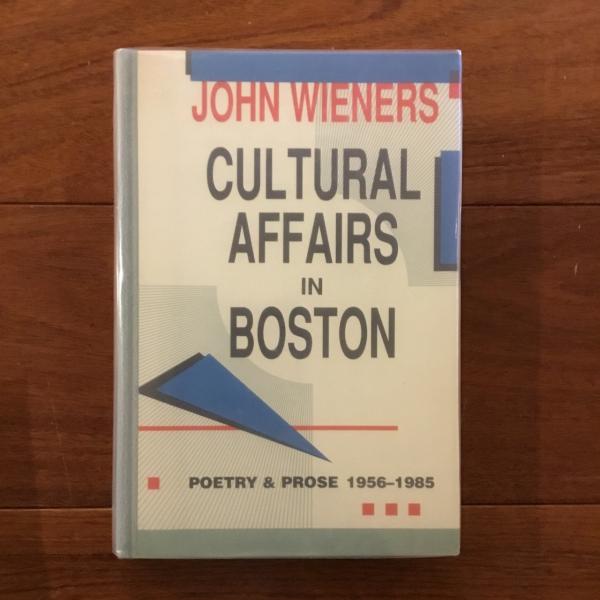 JOHN WIENERS
CULTURAL
AFFAIRS
IN
BOSTON
POETRY & PROSE 1956–1985